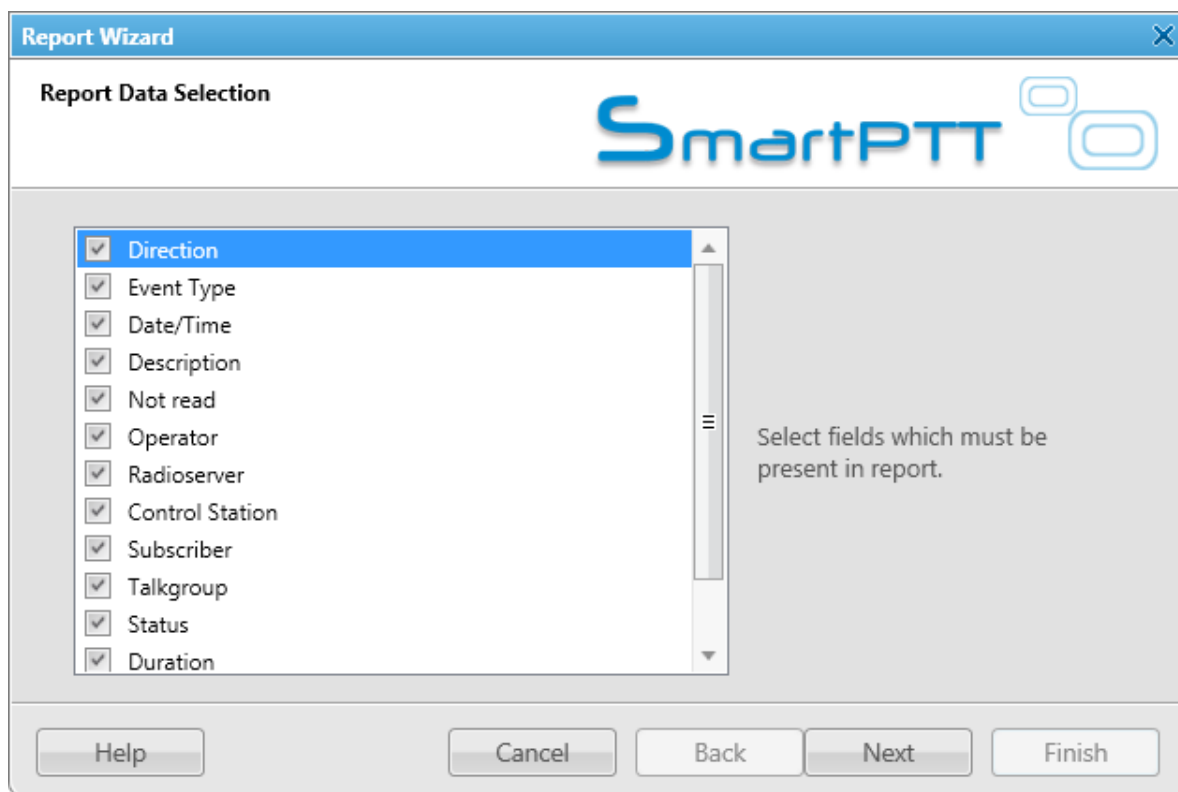 Report Wizard
Report Data Selection
SmartPTT
Direction
Event Type
Date/Time
Description
Not read
Operator
Radioserver
Control Station
Subscriber
Talkgroup
Status
Duration
Select fields which must be
present in report.
Help
Cancel
Back
Next
Finish